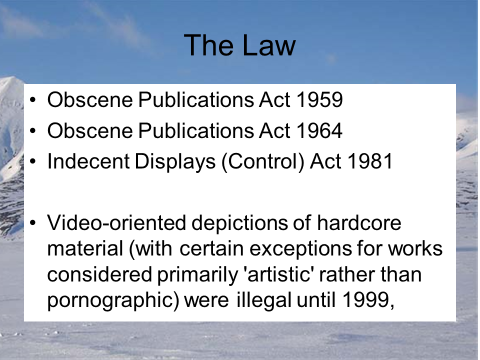 The Law
• Obscene Publications Act 1959
• Obscene Publications Act 1964
• Indecent Displays (Control) Act 1981
• Video-oriented depictions of hardcore
material (with certain exceptions for works
considered primarily 'artistic' rather than
pornographic) were illegal until 1999,